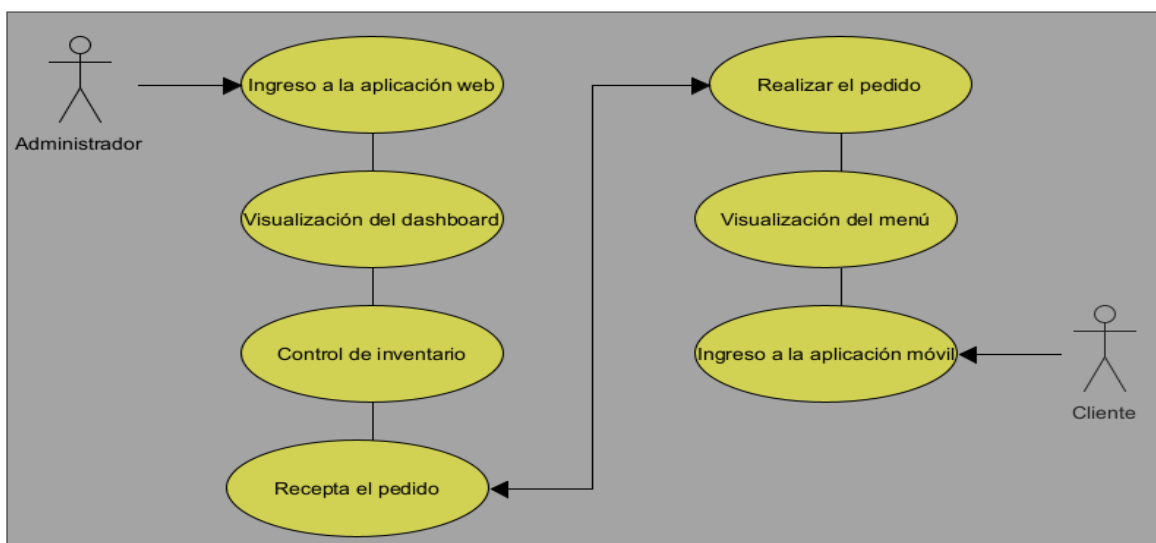 Administrador
Ingreso a la aplicación web
Visualización del dashboard
Control de inventario
Recepta el pedido
Realizar el pedido
Visualización del menú
Ingreso a la aplicación móvil
Cliente